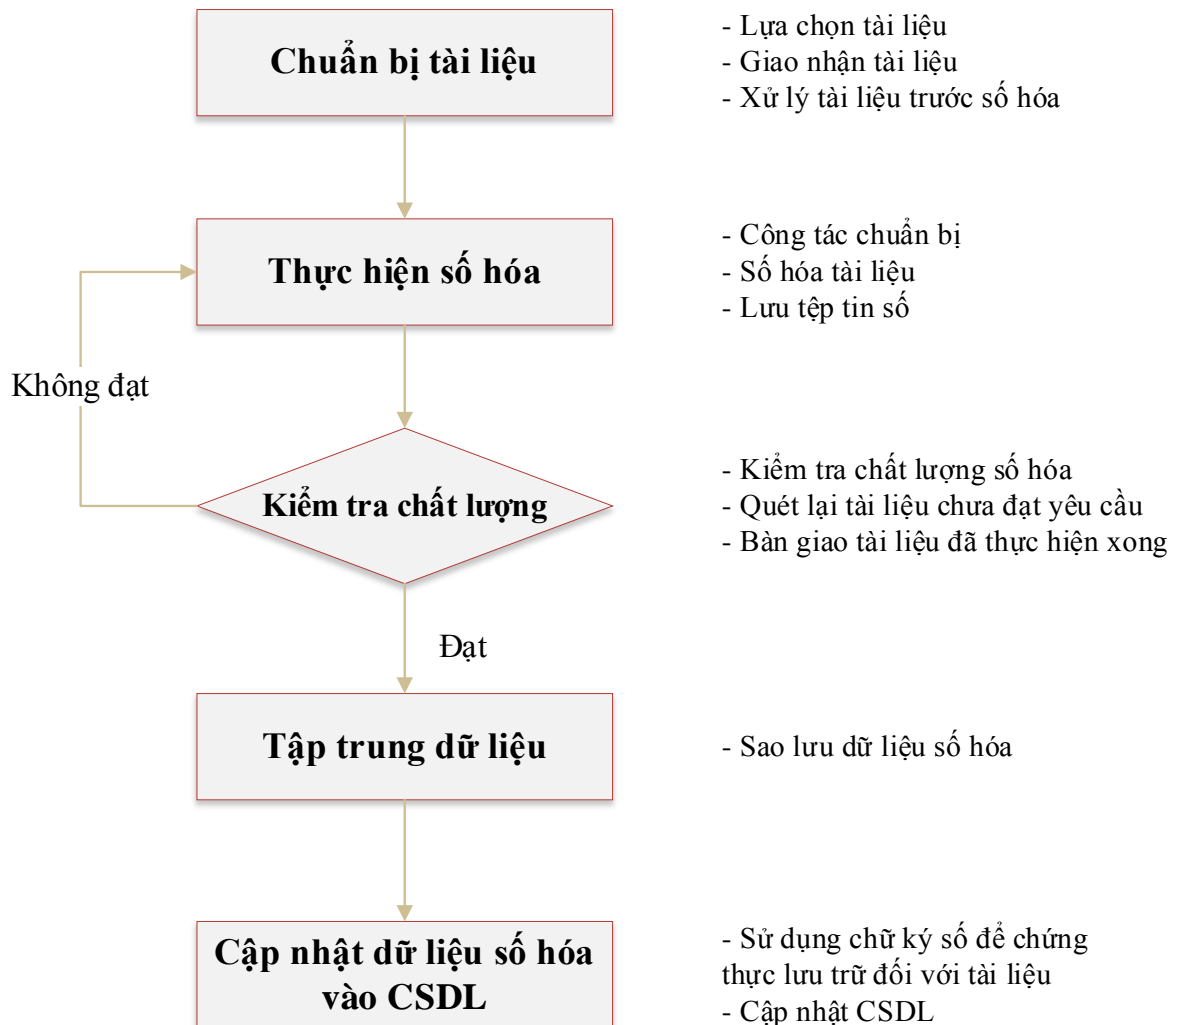 Chuẩn bị tài liệu
- Lựa chọn tài liệu
- Giao nhận tài liệu
- Xử lý tài liệu trước số hóa
Thực hiện số hóa
- Công tác chuẩn bị
- Số hóa tài liệu
- Lưu tệp tin số
Không đạt
Kiểm tra chất lượng
- Kiểm tra chất lượng số hóa
- Quét lại tài liệu chưa đạt yêu cầu
- Bàn giao tài liệu đã thực hiện xong
Đạt
Tập trung dữ liệu
- Sao lưu dữ liệu số hóa
Cập nhật dữ liệu số hóa
vào CSDL
- Sử dụng chữ ký số để chứng
thực lưu trữ đối với tài liệu
- Cập nhật CSDL